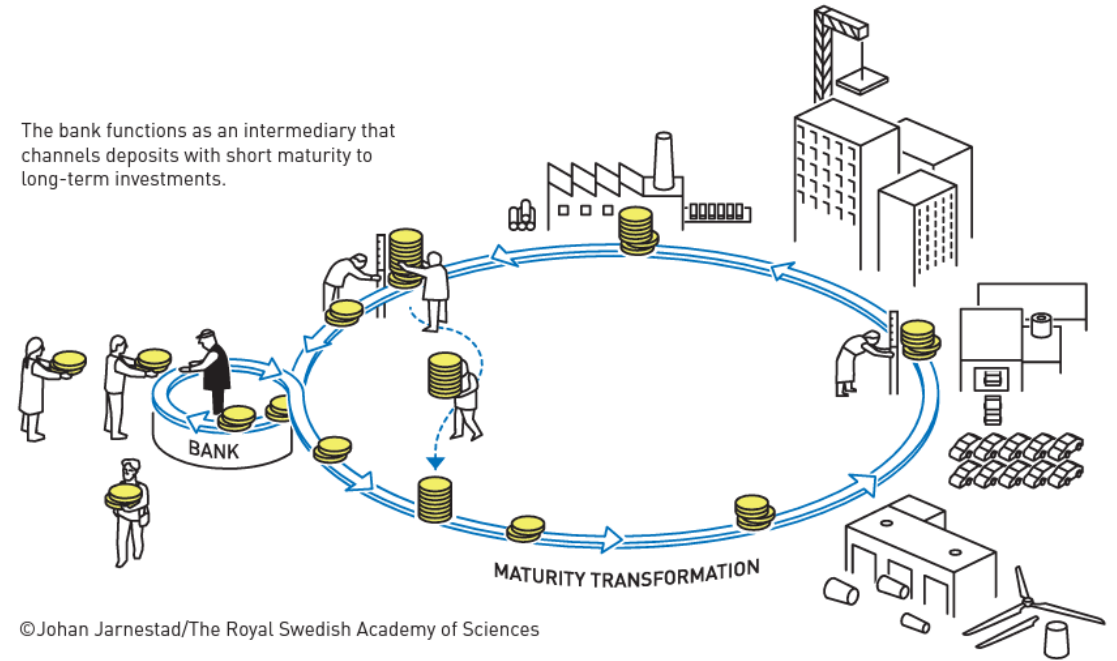 The bank functions as an intermediary that
channels deposits with short maturity to
long-term investments.
BANK
MATURITY TRANSFORMATION
©Johan Jarnestad/The Royal Swedish Academy of Sciences